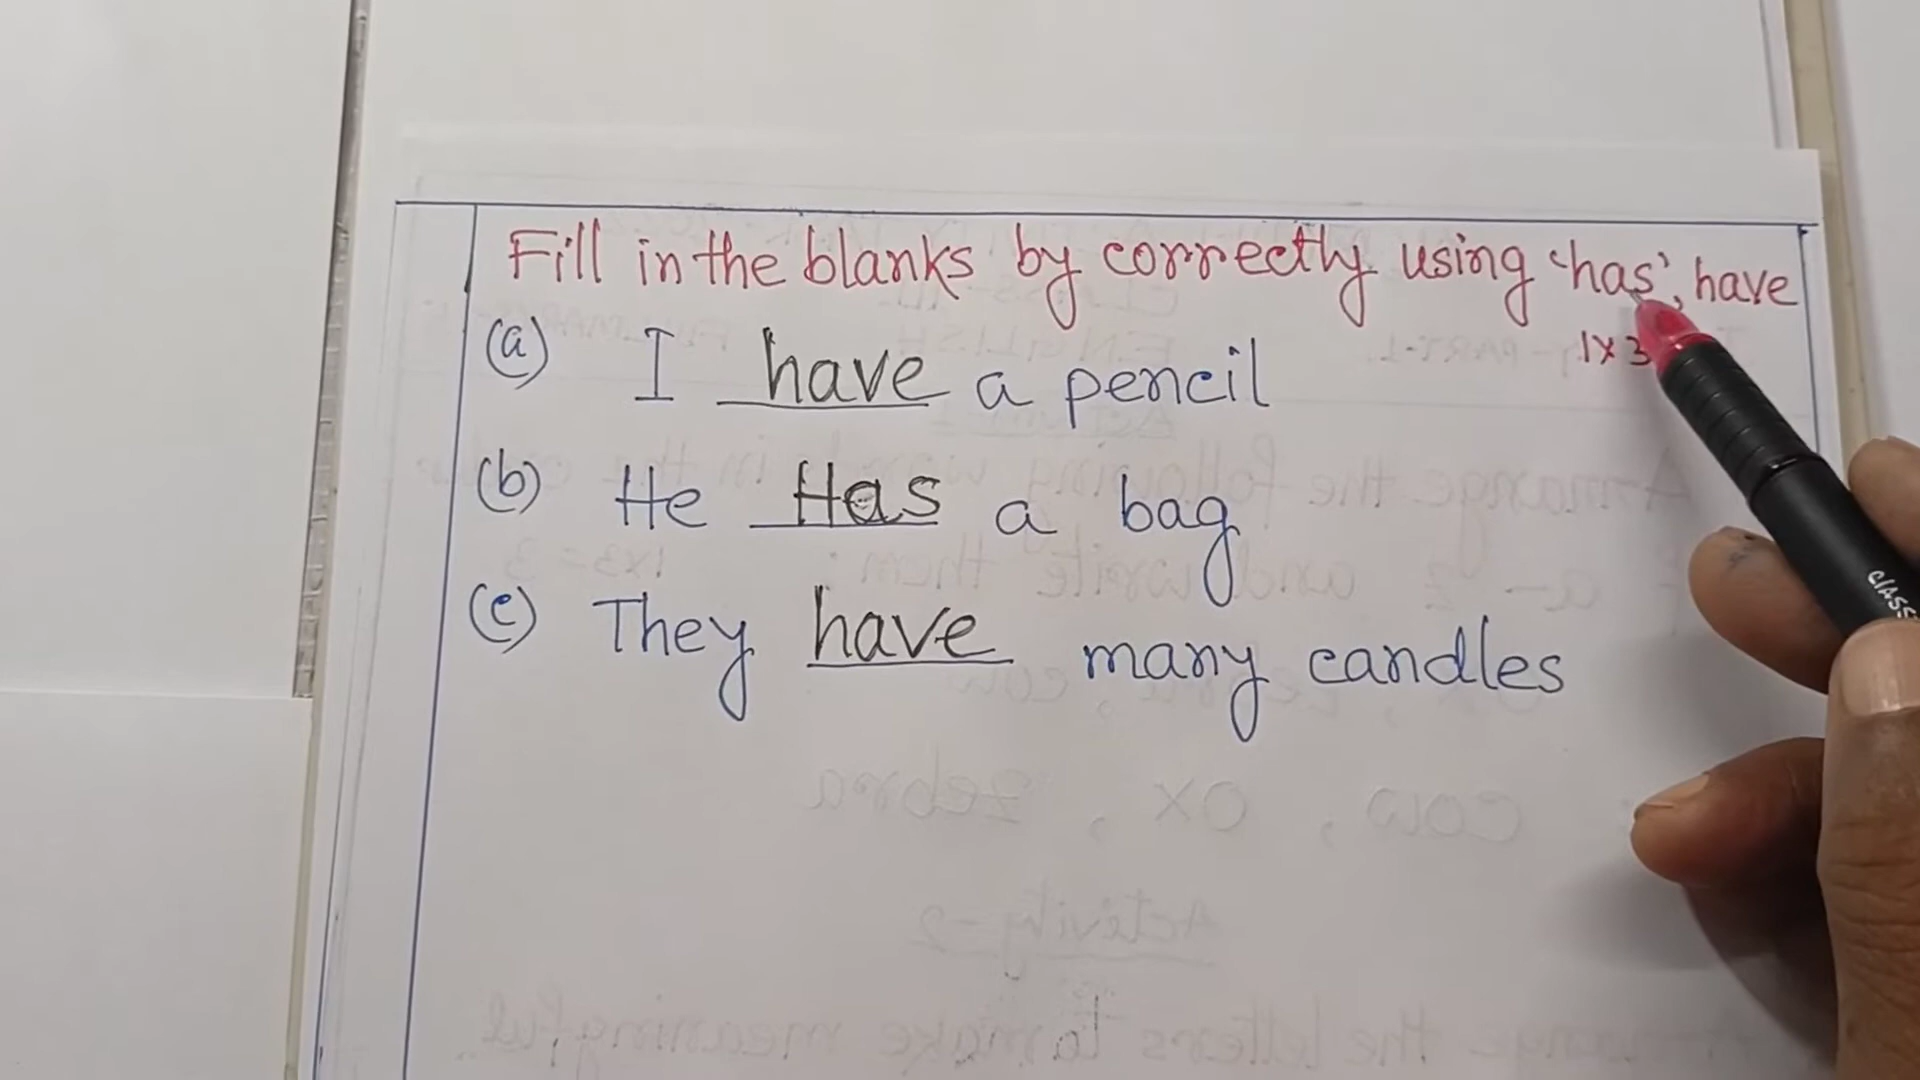 Fill in the blanks by correctly using 'has', have
1x3
(a) I have a pencil
(b) He Has a bag
(c) They have many candles
CLASS